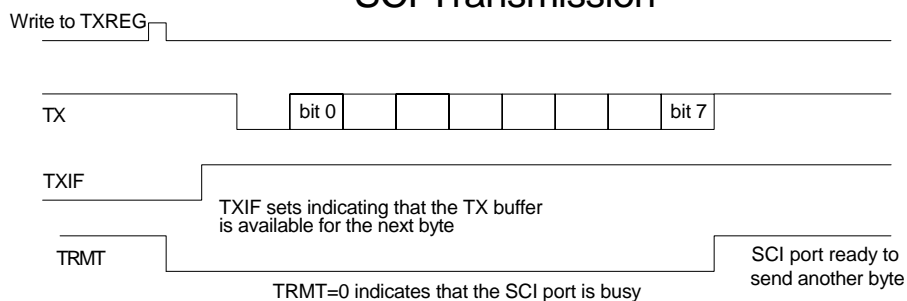 SCI Transmission
Write to TXREG
TX
bit 0
bit 7
TXIF
TXIF sets indicating that the TX buffer
is available for the next byte
TRMT
SCI port ready to
send another byte
TRMT=0 indicates that the SCI port is busy